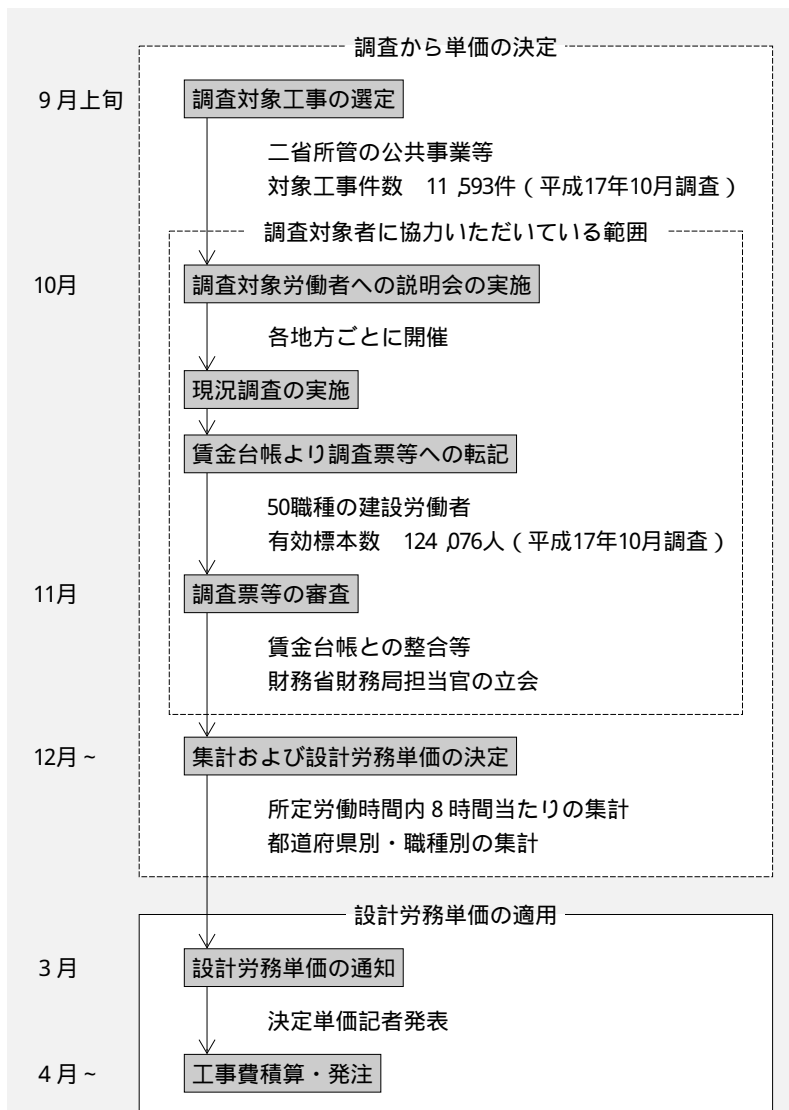 調査から単価の決定
9月上旬
調査対象工事の選定
二省所管の公共事業等
対象工事件数　11,593件（平成17年10月調査）
調査対象者に協力いただいている範囲
10月
調査対象労働者への説明会の実施
各地方ごとに開催
現況調査の実施
賃金台帳より調査票等への転記
50職種の建設労働者
有効標本数　124,076人（平成17年10月調査）
11月
調査票等の審査
賃金台帳との整合等
財務省財務局担当官の立会
12月~
集計および設計労務単価の決定
所定労働時間内8時間当たりの集計
都道府県別・職種別の集計
設計労務単価の適用
3月
設計労務単価の通知
決定単価記者発表
4月~
工事費積算・発注